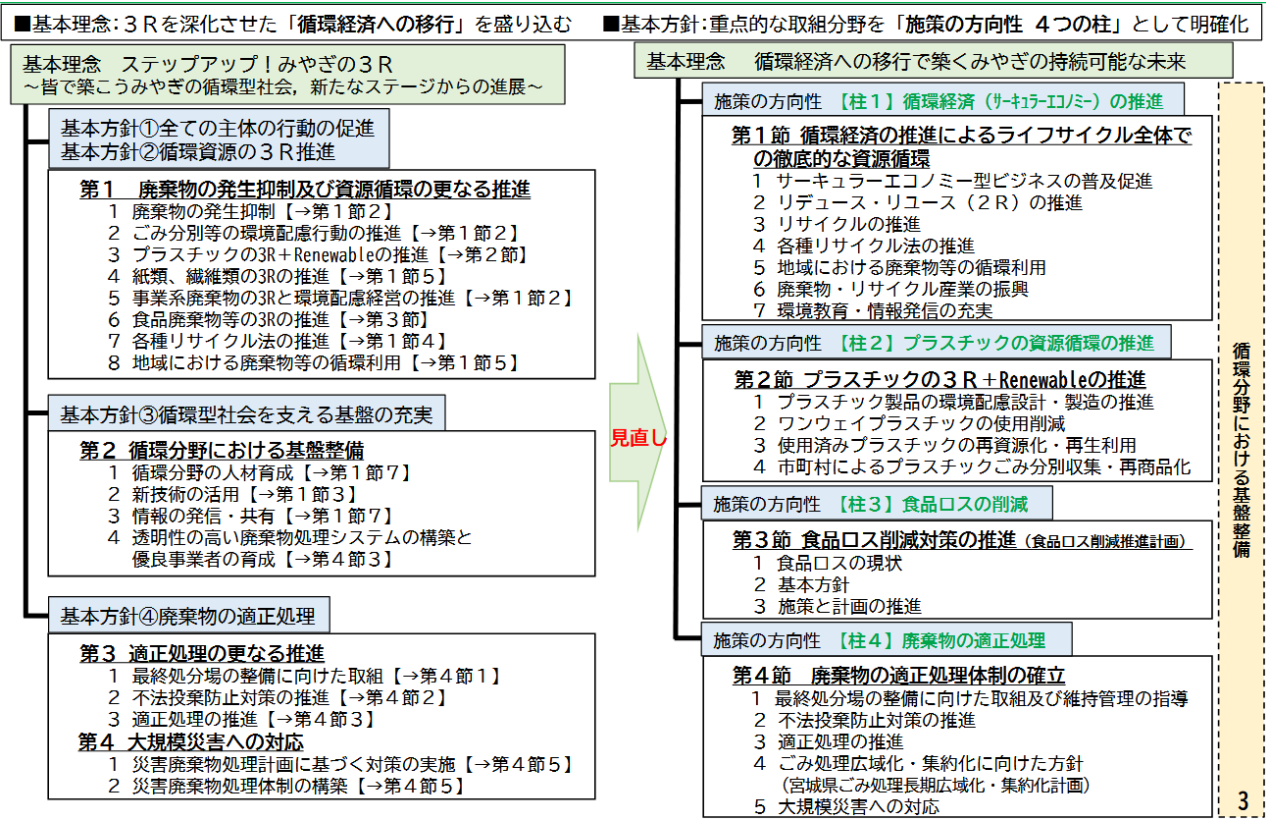 ■基本理念:３Ｒを深化させた「循環経済への移行」を盛り込む　■基本方針:重点的な取組分野を「施策の方向性 ４つの柱」として明確化
基本理念　ステップアップ！みやぎの３Ｒ
～皆で築こうみやぎの循環型社会，新たなステージからの進展～
基本方針①全ての主体の行動の促進
基本方針②循環資源の３Ｒ推進
第１　廃棄物の発生抑制及び資源循環の更なる推進
１ 廃棄物の発生抑制【→第１節２】
２ ごみ分別等の環境配慮行動の推進【→第１節２】
３ プラスチックの3R＋Renewableの推進【→第２節】
４ 紙類、繊維類の3Rの推進【→第１節５】
５ 事業系廃棄物の3Rと環境配慮経営の推進【→第１節２】
６ 食品廃棄物等の3Rの推進【→第３節】
７ 各種リサイクル法の推進【→第１節４】
８ 地域における廃棄物等の循環利用【→第１節５】
基本方針③循環型社会を支える基盤の充実
第２ 循環分野における基盤整備
１ 循環分野の人材育成【→第１節７】
２ 新技術の活用【→第１節３】
３ 情報の発信・共有【→第１節７】
４ 透明性の高い廃棄物処理システムの構築と
優良事業者の育成【→第４節３】
基本方針④廃棄物の適正処理
第３ 適正処理の更なる推進
１ 最終処分場の整備に向けた取組【→第４節１】
２ 不法投棄防止対策の推進【→第４節２】
３ 適正処理の推進【→第４節３】
第４ 大規模災害への対応
１ 災害廃棄物処理計画に基づく対策の実施【→第４節５】
２ 災害廃棄物処理体制の構築【→第４節５】
見直し
基本理念　循環経済への移行で築くみやぎの持続可能な未来
施策の方向性 【柱１】循環経済（ｻｰｷｭﾗｰｴｺﾉﾐｰ）の推進
第１節 循環経済の推進によるライフサイクル全体で
の徹底的な資源循環
１ サーキュラーエコノミー型ビジネスの普及促進
２ リデュース・リユース（２Ｒ）の推進
３ リサイクルの推進
４ 各種リサイクル法の推進
５ 地域における廃棄物等の循環利用
６ 廃棄物・リサイクル産業の振興
７ 環境教育・情報発信の充実
施策の方向性 【柱２】プラスチックの資源循環の推進
第２節 プラスチックの３Ｒ＋Renewableの推進
１ プラスチック製品の環境配慮設計・製造の推進
２ ワンウェイプラスチックの使用削減
３ 使用済みプラスチックの再資源化・再生利用
４ 市町村によるプラスチックごみ分別収集・再商品化
施策の方向性 【柱３】食品ロスの削減
第３節 食品ロス削減対策の推進（食品ロス削減推進計画）
１ 食品ロスの現状
２ 基本方針
３ 施策と計画の推進
施策の方向性 【柱４】廃棄物の適正処理
第４節　廃棄物の適正処理体制の確立
１ 最終処分場の整備に向けた取組及び維持管理の指導
２ 不法投棄防止対策の推進
３ 適正処理の推進
４ ごみ処理広域化・集約化に向けた方針
（宮城県ごみ処理長期広域化・集約化計画）
５ 大規模災害への対応
循環分野における基盤整備
3